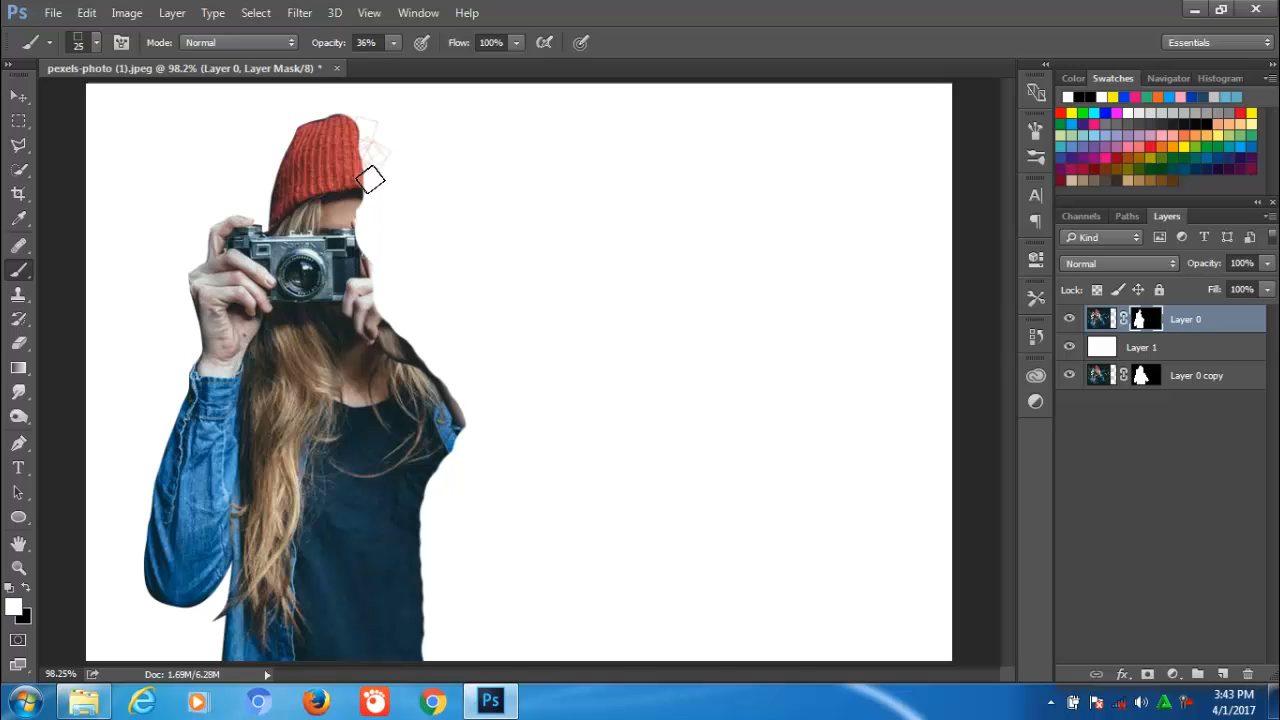 Ps File Edit Image Layer Type Select Filter 3D View Window Help
25 Mode: Normal Opacity: 36% Flow: 100% Essentials
pexels-photo (1).jpeg @ 98.2% (Layer 0, Layer Mask/8) *
Color Swatches Navigator Histogram
Channels Paths Layers
Kind
Normal Opacity: 100%
Lock: Fill: 100%
Layer 0
Layer 1
Layer 0 copy
98.25% Doc: 1.69M/6.28M
Ps
3:43 PM
4/1/2017